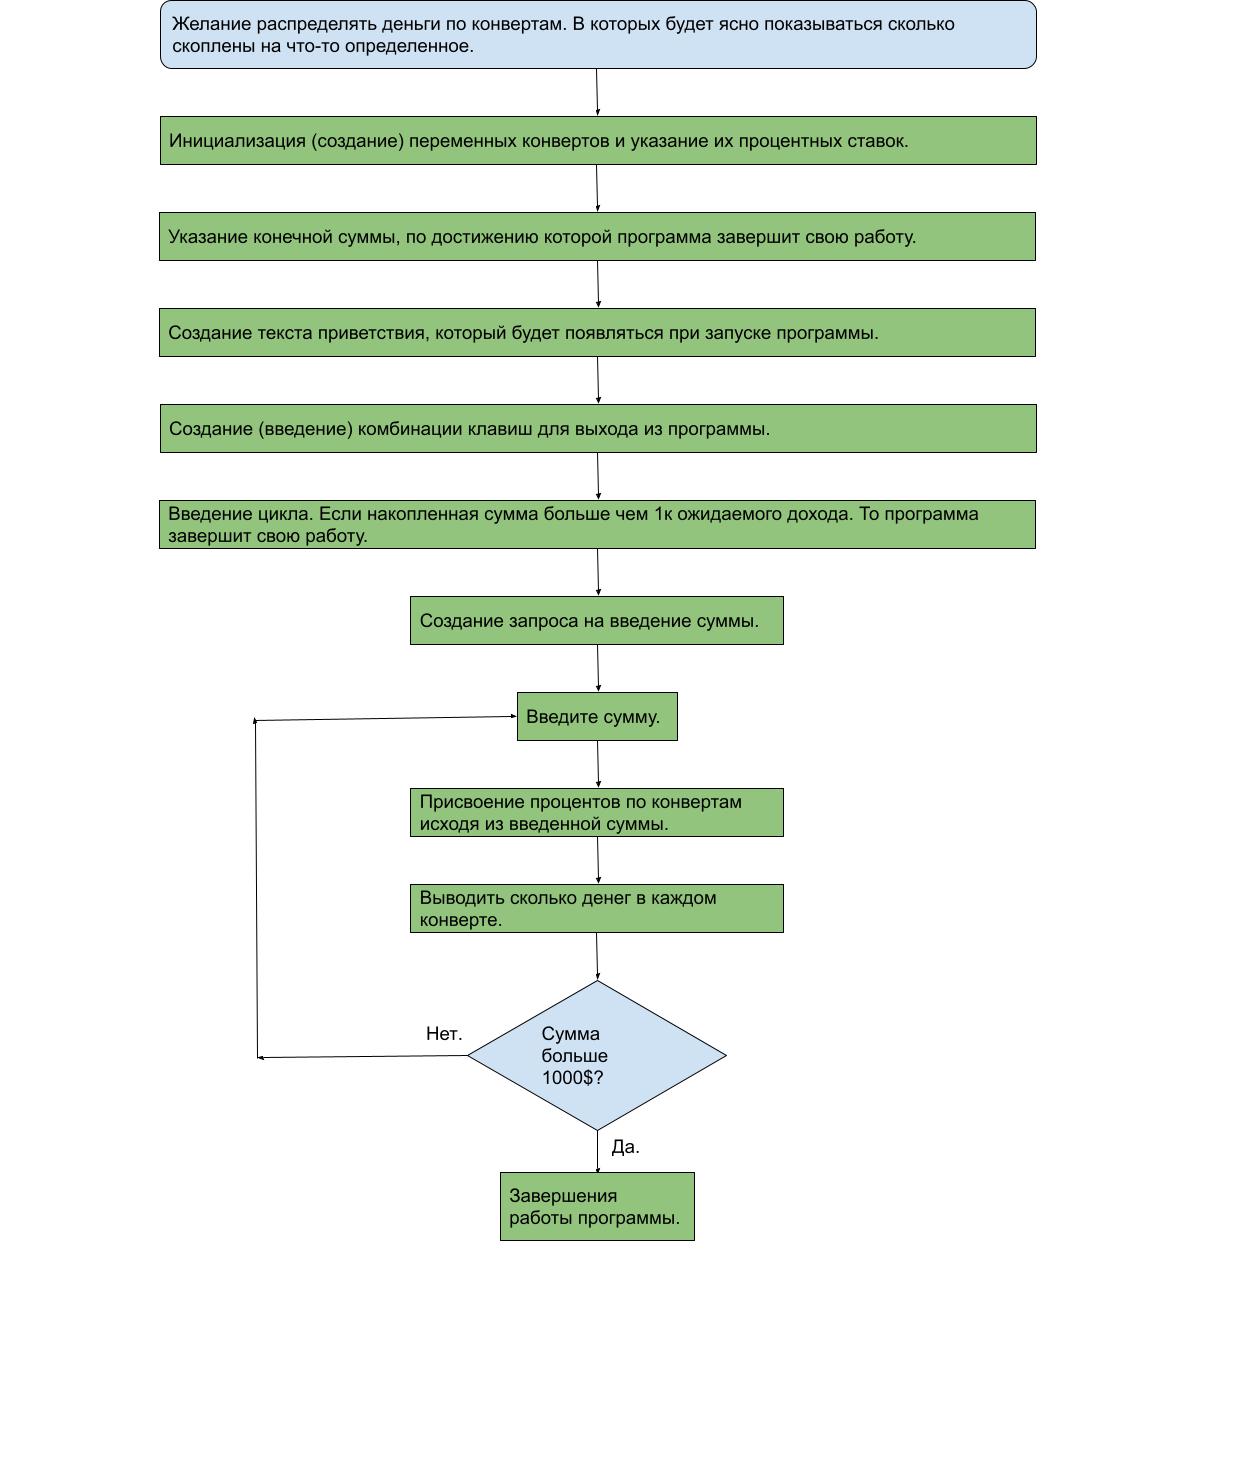 Желание распределять деньги по конвертам. В которых будет ясно показываться сколько
скоплены на что-то определенное.
Инициализация (создание) переменных конвертов и указание их процентных ставок.
Указание конечной суммы, по достижению которой программа завершит свою работу.
Создание текста приветствия, который будет появляться при запуске программы.
Создание (введение) комбинации клавиш для выхода из программы.
Введение цикла. Если накопленная сумма больше чем 1к ожидаемого дохода. То программа
завершит свою работу.
Создание запроса на введение суммы.
Введите сумму.
Присвоение процентов по конвертам
исходя из введенной суммы.
Выводить сколько денег в каждом
конверте.
Нет.
Сумма
больше
1000$?
Да.
Завершения
работы программы.